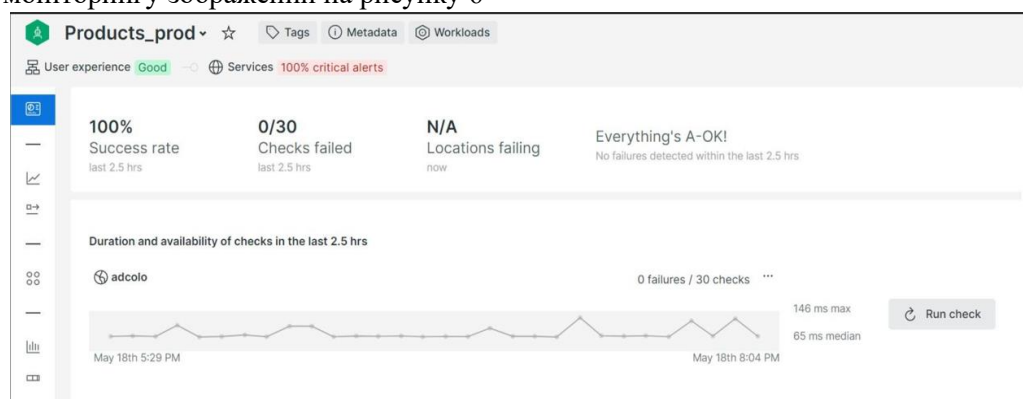 моніторингу зображений на рисунку 6
Products_prod
Tags
Metadata
Workloads
User experience Good
Services 100% critical alerts
100%
Success rate
last 2.5 hrs
0/30
Checks failed
last 2.5 hrs
N/A
Locations failing
now
Everything's A-OK!
No failures detected within the last 2.5 hrs
Duration and availability of checks in the last 2.5 hrs
adcolo
0 failures / 30 checks ...
146 ms max
65 ms median
Run check
May 18th 5:29 PM
May 18th 8:04 PM